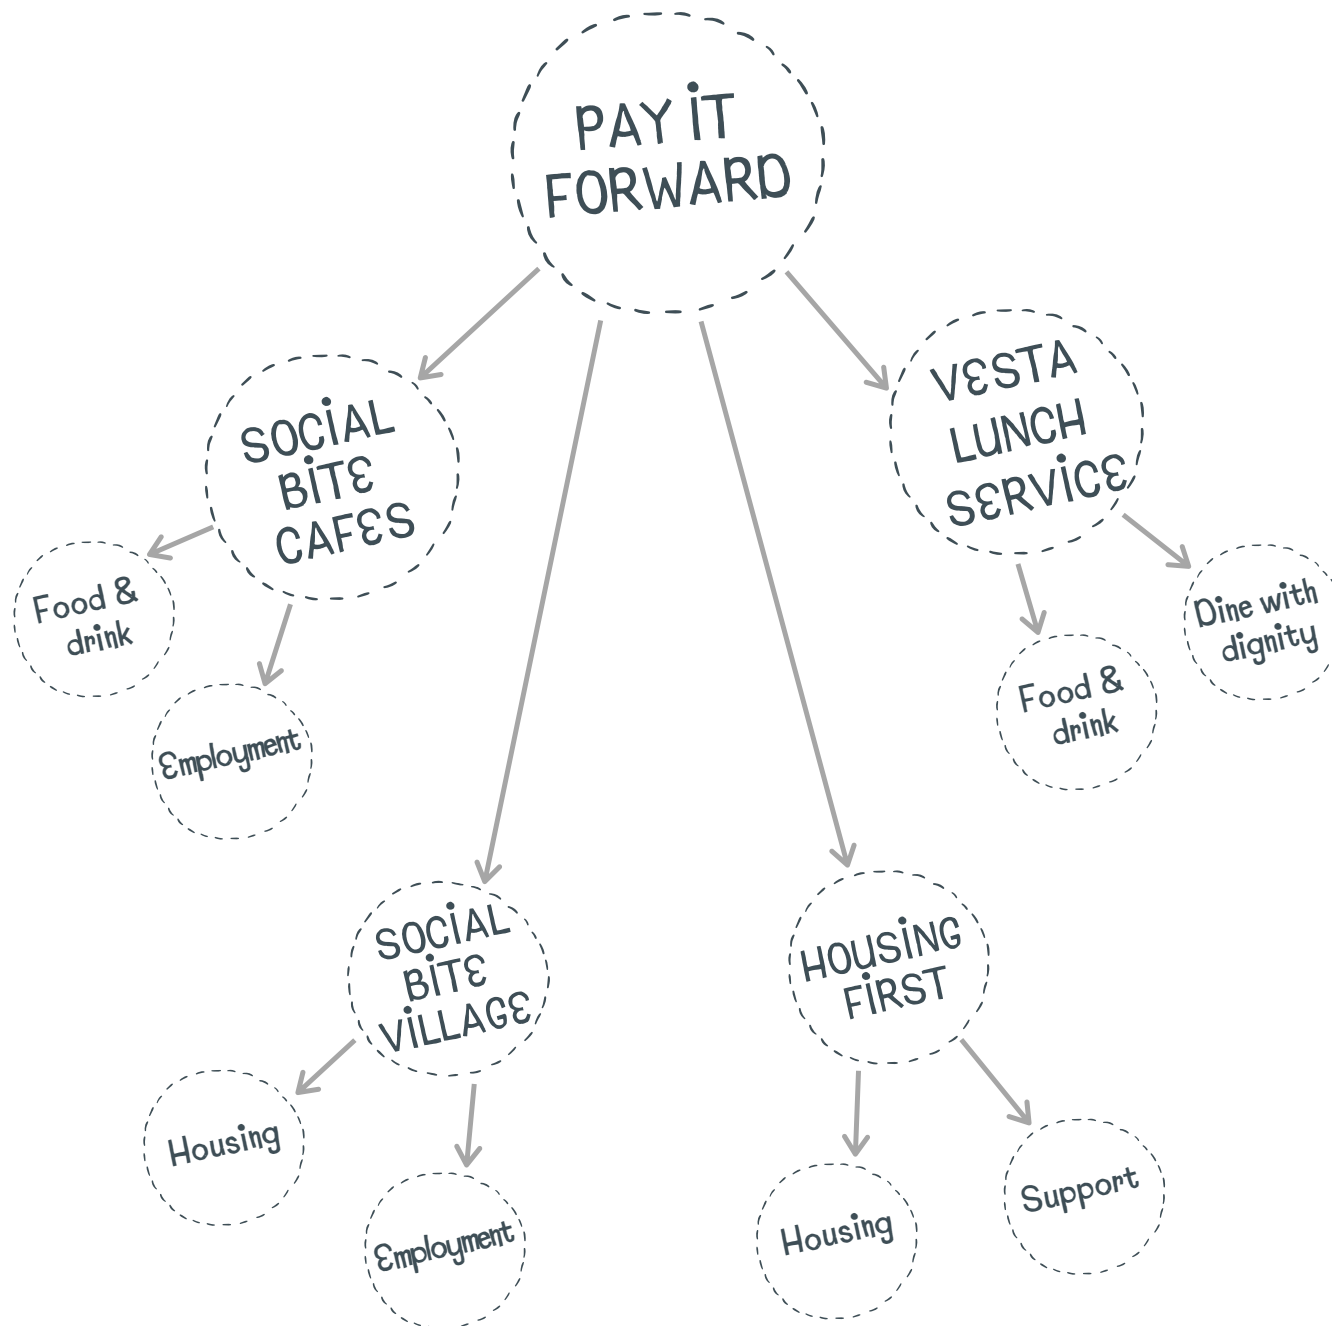 PAY IT
FORWARD
SOCIAL
BITE
CAFES
VESTA
LUNCH
SERVICE
Food &
drink
Employment
Food &
drink
Dine with
dignity
SOCIAL
BITE
VILLAGE
HOUSING
FIRST
Housing
Employment
Housing
Support